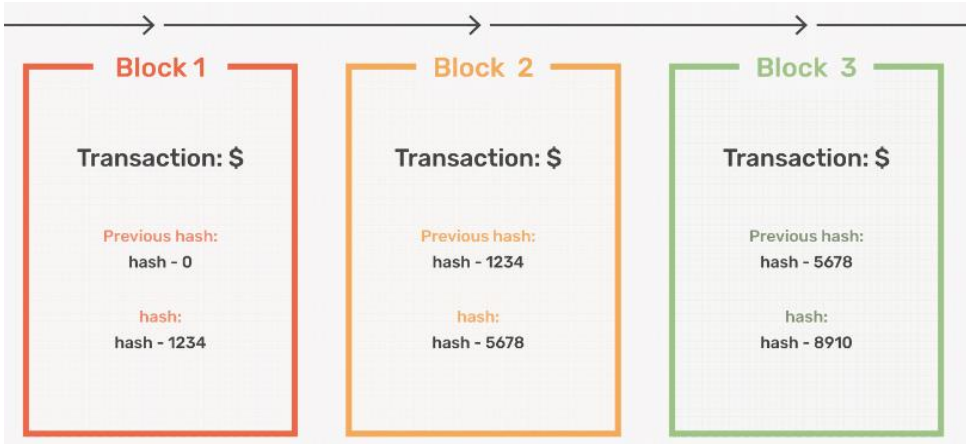 Block 1
Transaction: $
Previous hash:
hash - 0
hash:
hash - 1234
Block 2
Transaction: $
Previous hash:
hash - 1234
hash:
hash - 5678
Block 3
Transaction: $
Previous hash:
hash - 5678
hash:
hash - 8910